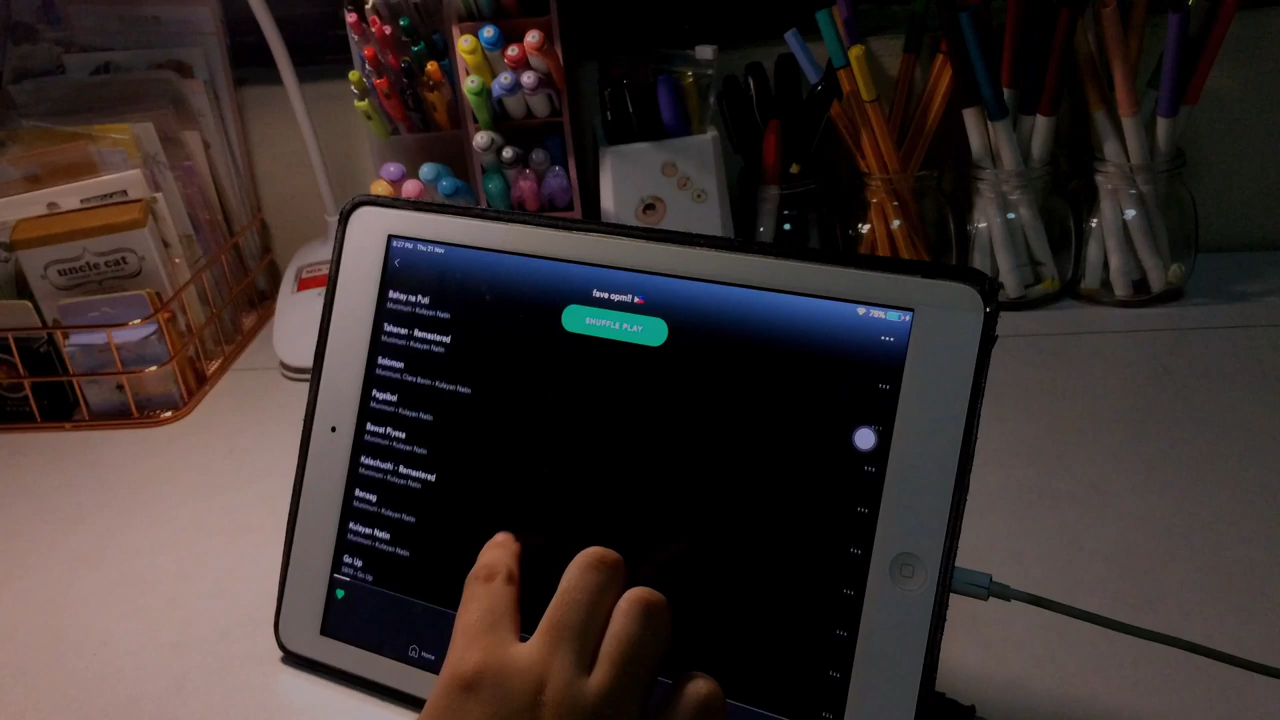 uncle cat
8:27 PM Thu 21 Nov
75%
fave opm!! 🇵🇭
SHUFFLE PLAY
Bahay na Puti
Munimuni • Kulayan Natin
Tahanan - Remastered
Munimuni • Kulayan Natin
Solomon
Munimuni, Clara Benin • Kulayan Natin
Pagsibol
Munimuni • Kulayan Natin
Bawat Piyesa
Munimuni • Kulayan Natin
Kalachuchi - Remastered
Munimuni • Kulayan Natin
Banaag
Munimuni • Kulayan Natin
Kulayan Natin
Munimuni • Kulayan Natin
Go Up
SB19 • Go Up
Home